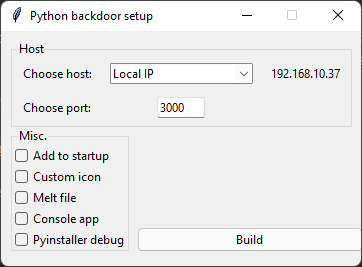 Python backdoor setup
Host
Choose host: Local IP 192.168.10.37
Choose port: 3000
Misc.
Add to startup
Custom icon
Melt file
Console app
Pyinstaller debug
Build